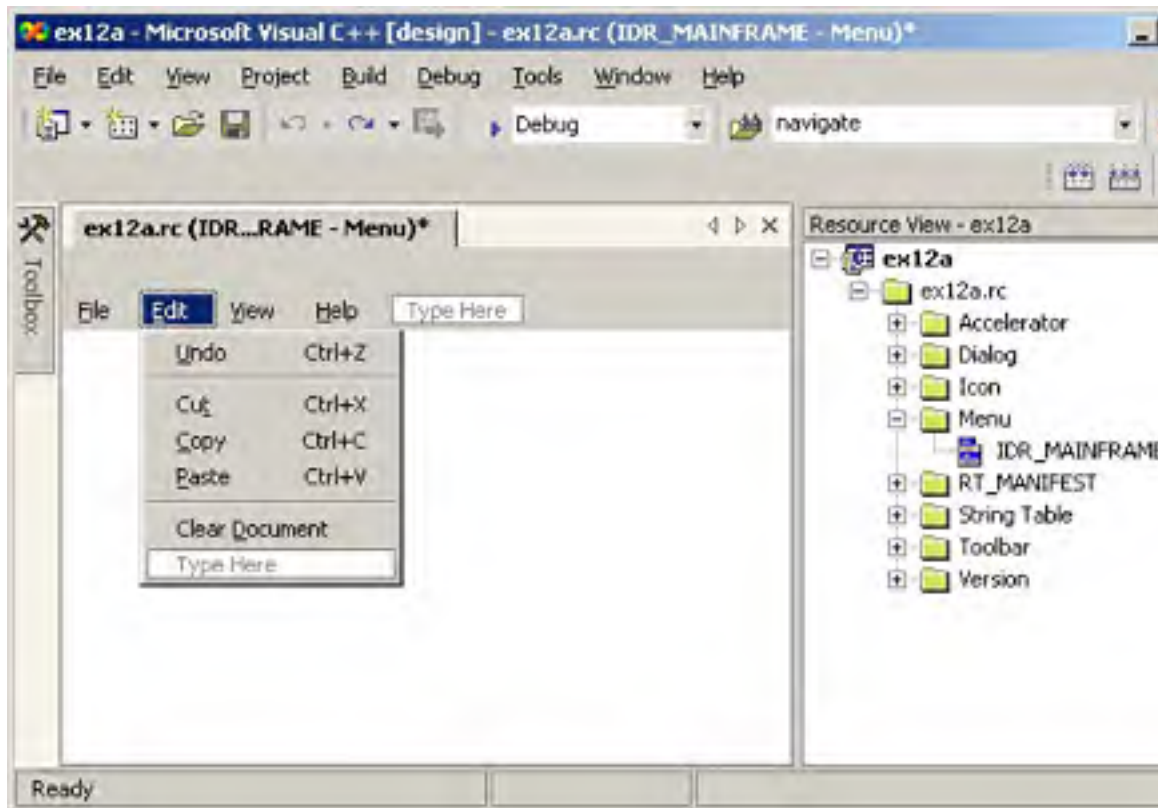 ex12a - Microsoft Visual C++ [design] - ex12a.rc (IDR_MAINFRAME - Menu)*
File Edit View Project Build Debug Tools Window Help
Debug navigate
Toolbox
ex12a.rc (IDR...RAME - Menu)*
File Edit View Help Type Here
Undo Ctrl+Z
Cut Ctrl+X
Copy Ctrl+C
Paste Ctrl+V
Clear Document
Type Here
Resource View - ex12a
ex12a
ex12a.rc
Accelerator
Dialog
Icon
Menu
IDR_MAINFRAME
RT_MANIFEST
String Table
Toolbar
Version
Ready